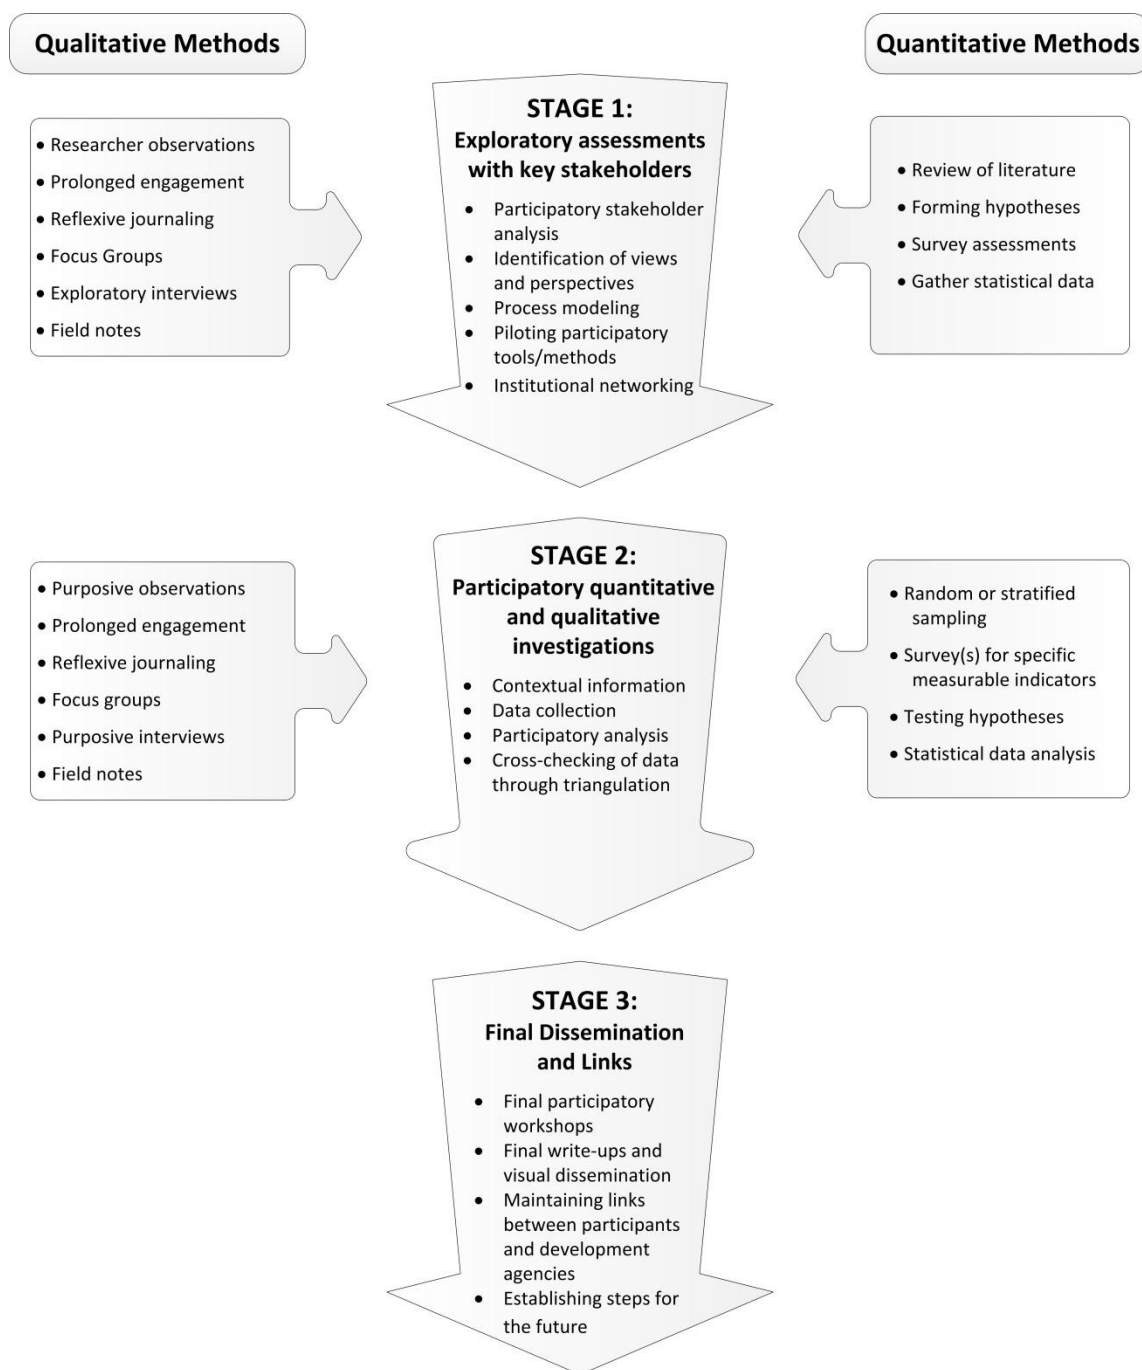 Qualitative Methods
Quantitative Methods
• Researcher observations
• Prolonged engagement
• Reflexive journaling
• Focus Groups
• Exploratory interviews
• Field notes
STAGE 1:
Exploratory assessments
with key stakeholders
• Participatory stakeholder
analysis
• Identification of views
and perspectives
• Process modeling
• Piloting participatory
tools/methods
• Institutional networking
• Review of literature
• Forming hypotheses
• Survey assessments
• Gather statistical data
• Purposive observations
• Prolonged engagement
• Reflexive journaling
• Focus groups
• Purposive interviews
• Field notes
STAGE 2:
Participatory quantitative
and qualitative
investigations
• Contextual information
• Data collection
• Participatory analysis
• Cross-checking of data
through triangulation
• Random or stratified
sampling
• Survey(s) for specific
measurable indicators
• Testing hypotheses
• Statistical data analysis
STAGE 3:
Final Dissemination
and Links
• Final participatory
workshops
• Final write-ups and
visual dissemination
• Maintaining links
between participants
and development
agencies
• Establishing steps for
the future